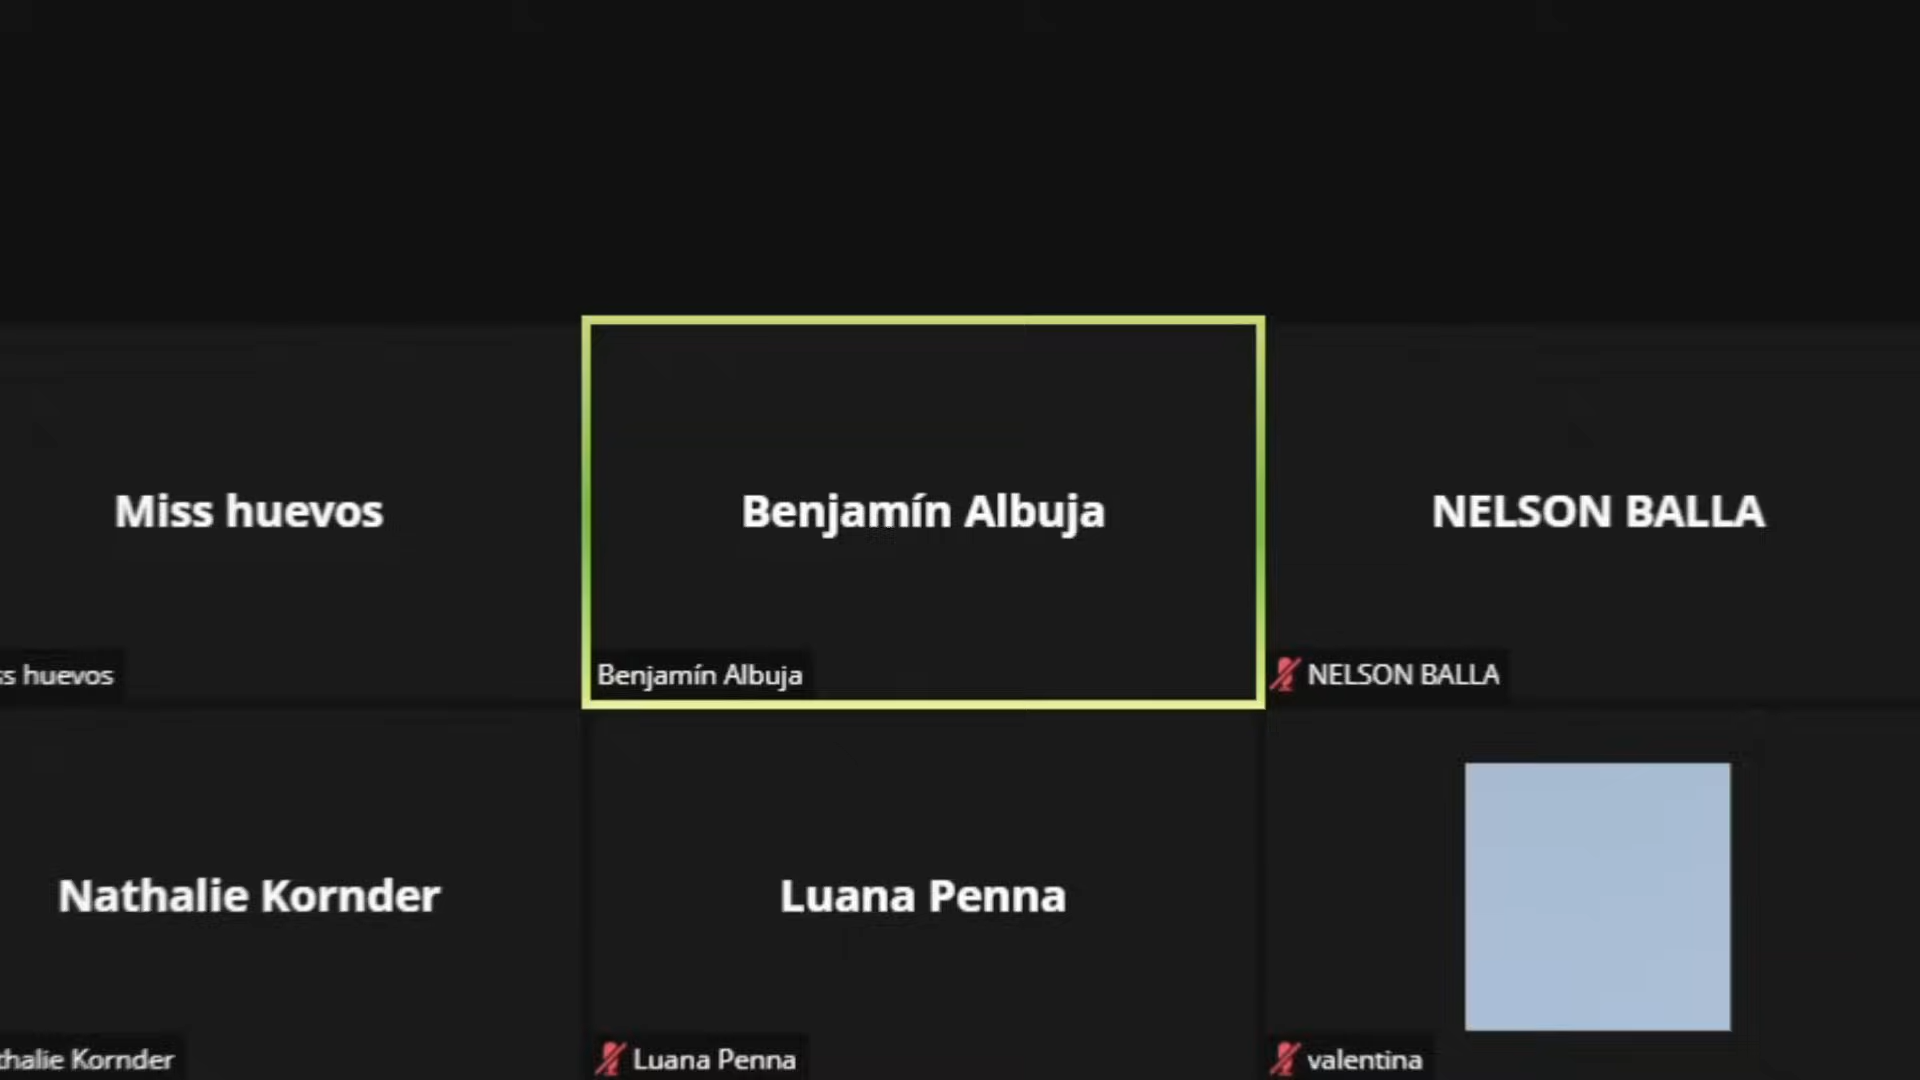 Miss huevos
Benjamín Albuja
NELSON BALLA
ss huevos
Benjamín Albuja
NELSON BALLA
Nathalie Kornder
Luana Penna
thalie Kornder
Luana Penna
valentina